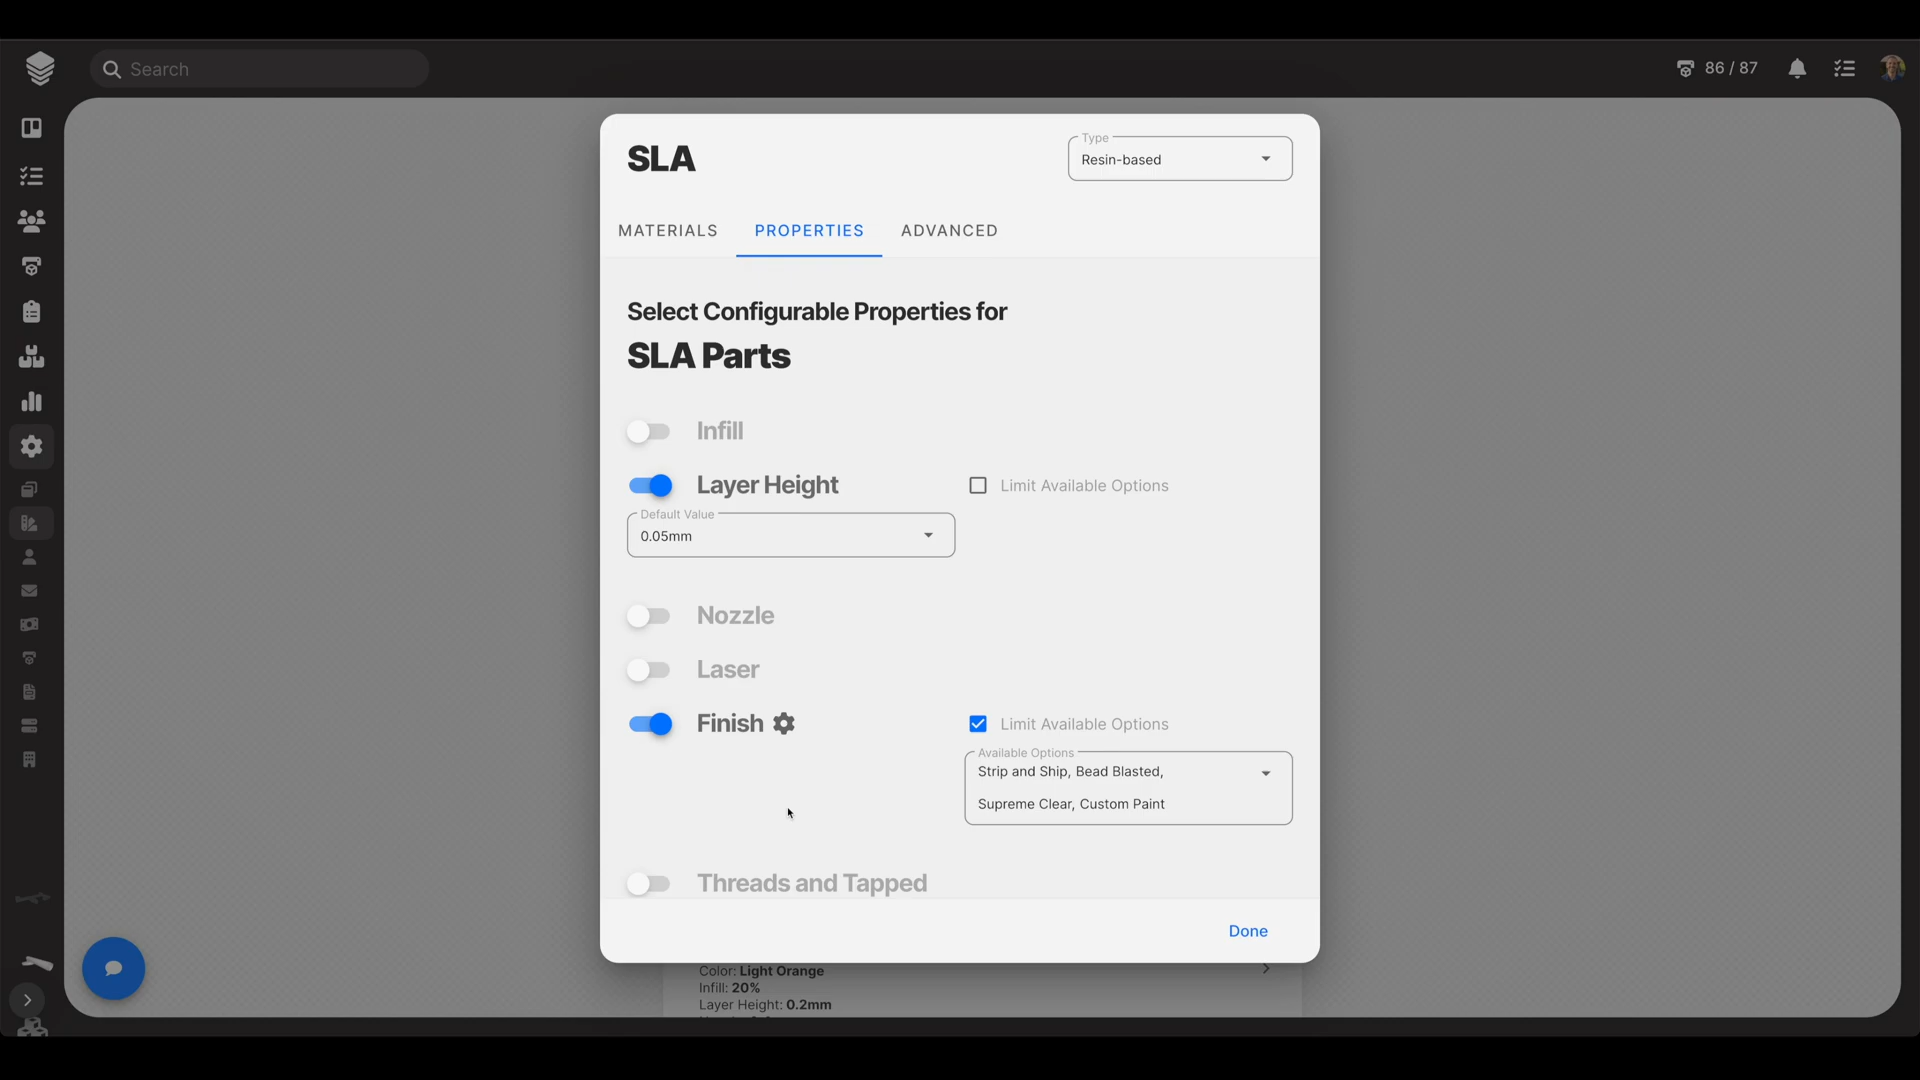 Search
86 / 87
SLA
Type
Resin-based
MATERIALS
PROPERTIES
ADVANCED
Select Configurable Properties for
SLA Parts
Infill
Layer Height
Limit Available Options
Default Value
0.05mm
Nozzle
Laser
Finish
Limit Available Options
Available Options
Strip and Ship, Bead Blasted,
Supreme Clear, Custom Paint
Threads and Tapped
Done
Color: Light Orange
Infill: 20%
Layer Height: 0.2mm